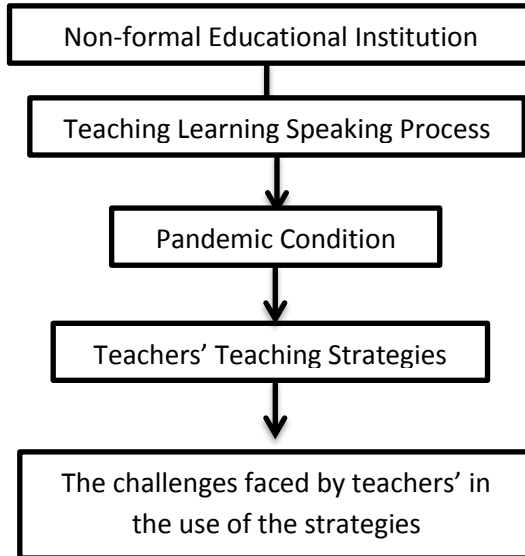 Non-formal Educational Institution
Teaching Learning Speaking Process
Pandemic Condition
Teachers’ Teaching Strategies
The challenges faced by teachers’ in
the use of the strategies